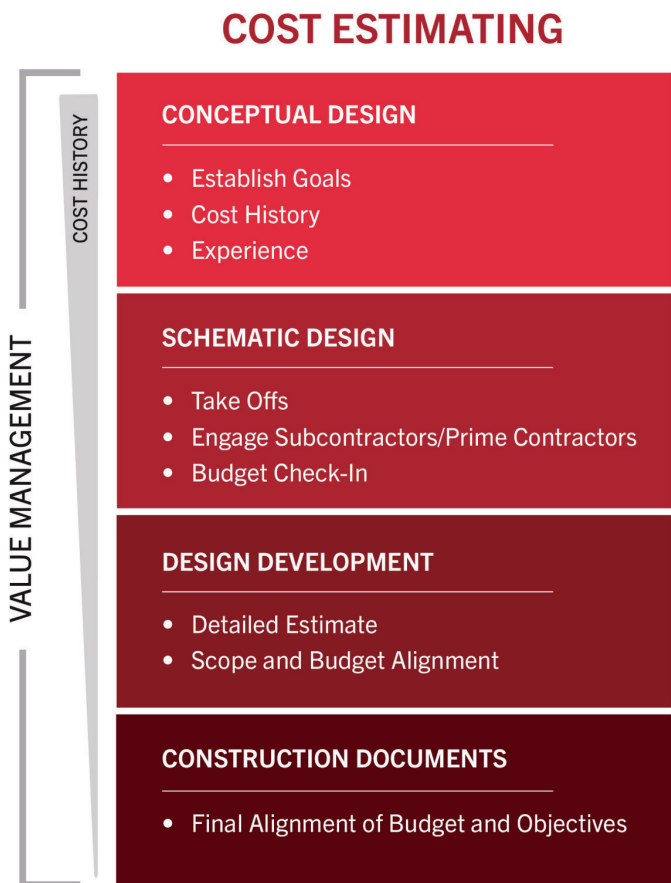 COST ESTIMATING
VALUE MANAGEMENT
COST HISTORY
CONCEPTUAL DESIGN
• Establish Goals
• Cost History
• Experience
SCHEMATIC DESIGN
• Take Offs
• Engage Subcontractors/Prime Contractors
• Budget Check-In
DESIGN DEVELOPMENT
• Detailed Estimate
• Scope and Budget Alignment
CONSTRUCTION DOCUMENTS
• Final Alignment of Budget and Objectives